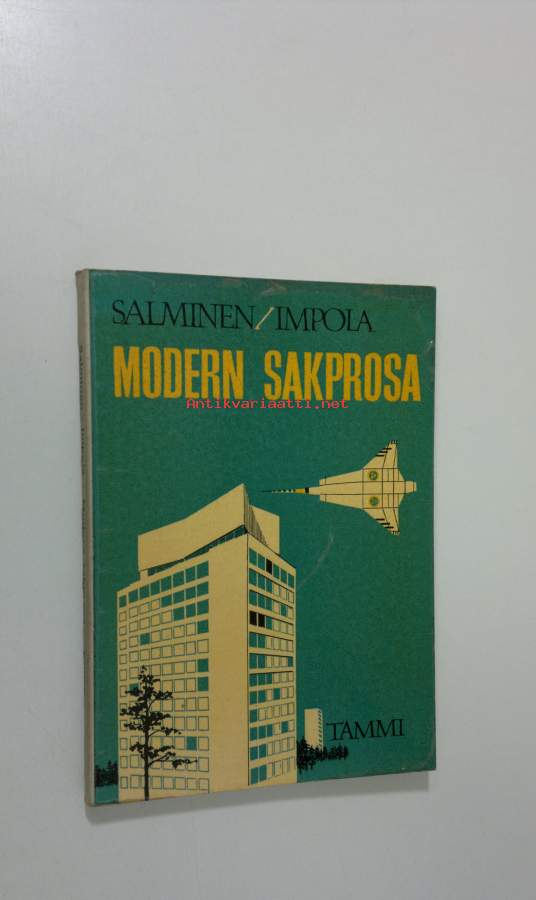 SALMINEN/IMPOLA
MODERN SAKPROSA
Antikvariaatti.net
TAMMI